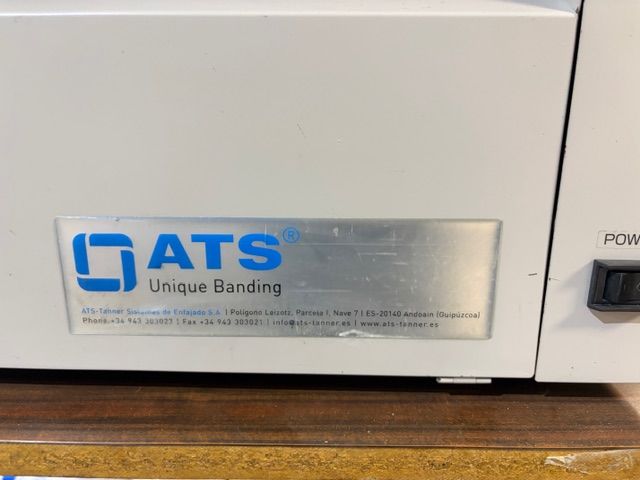 ATS®
Unique Banding
ATS-Tanner Sistemas de Enfajado S.A. | Polígono Leizotz, Parcela I, Nave 7 | ES-20140 Andoain (Guipúzcoa)
Phone +34 943 303023 | Fax +34 943 303021 | info@ats-tanner.es | www.ats-tanner.es
POW